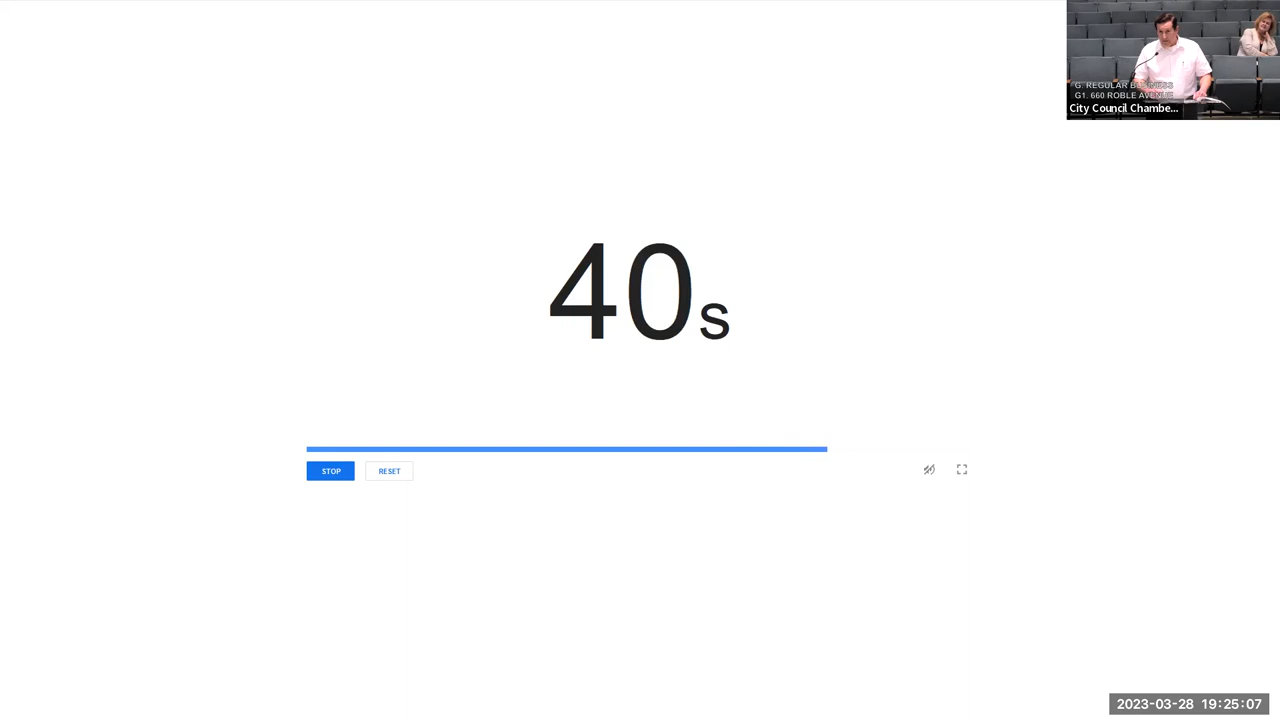 G. REGULAR BUSINESS
G1. 660 ROBLE AVENUE
City Council Chambe...
40s
STOP
RESET
2023-03-28 19:25:07